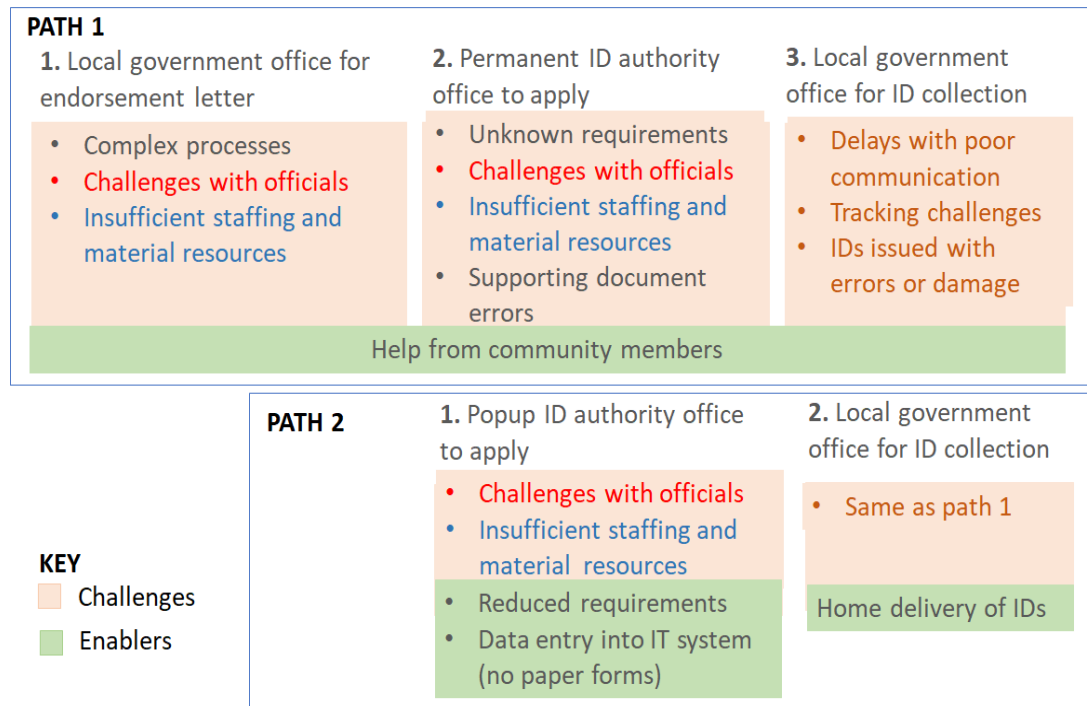 PATH 1
1. Local government office for
endorsement letter
• Complex processes
• Challenges with officials
• Insufficient staffing and
material resources
2. Permanent ID authority
office to apply
• Unknown requirements
• Challenges with officials
• Insufficient staffing and
material resources
• Supporting document
errors
3. Local government
office for ID collection
• Delays with poor
communication
• Tracking challenges
• IDs issued with
errors or damage
Help from community members
PATH 2
1. Popup ID authority office
to apply
• Challenges with officials
• Insufficient staffing and
material resources
• Reduced requirements
• Data entry into IT system
(no paper forms)
2. Local government
office for ID collection
• Same as path 1
Home delivery of IDs
KEY
Challenges
Enablers